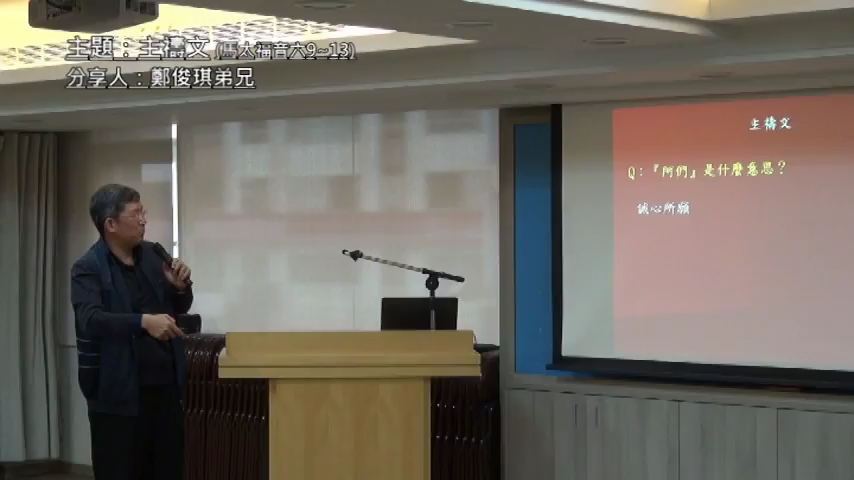 主題：主禱文 (馬太福音六9~13)
分享人：鄭俊琪弟兄
主禱文
Q：『阿們』是什麼意思？
誠心所願